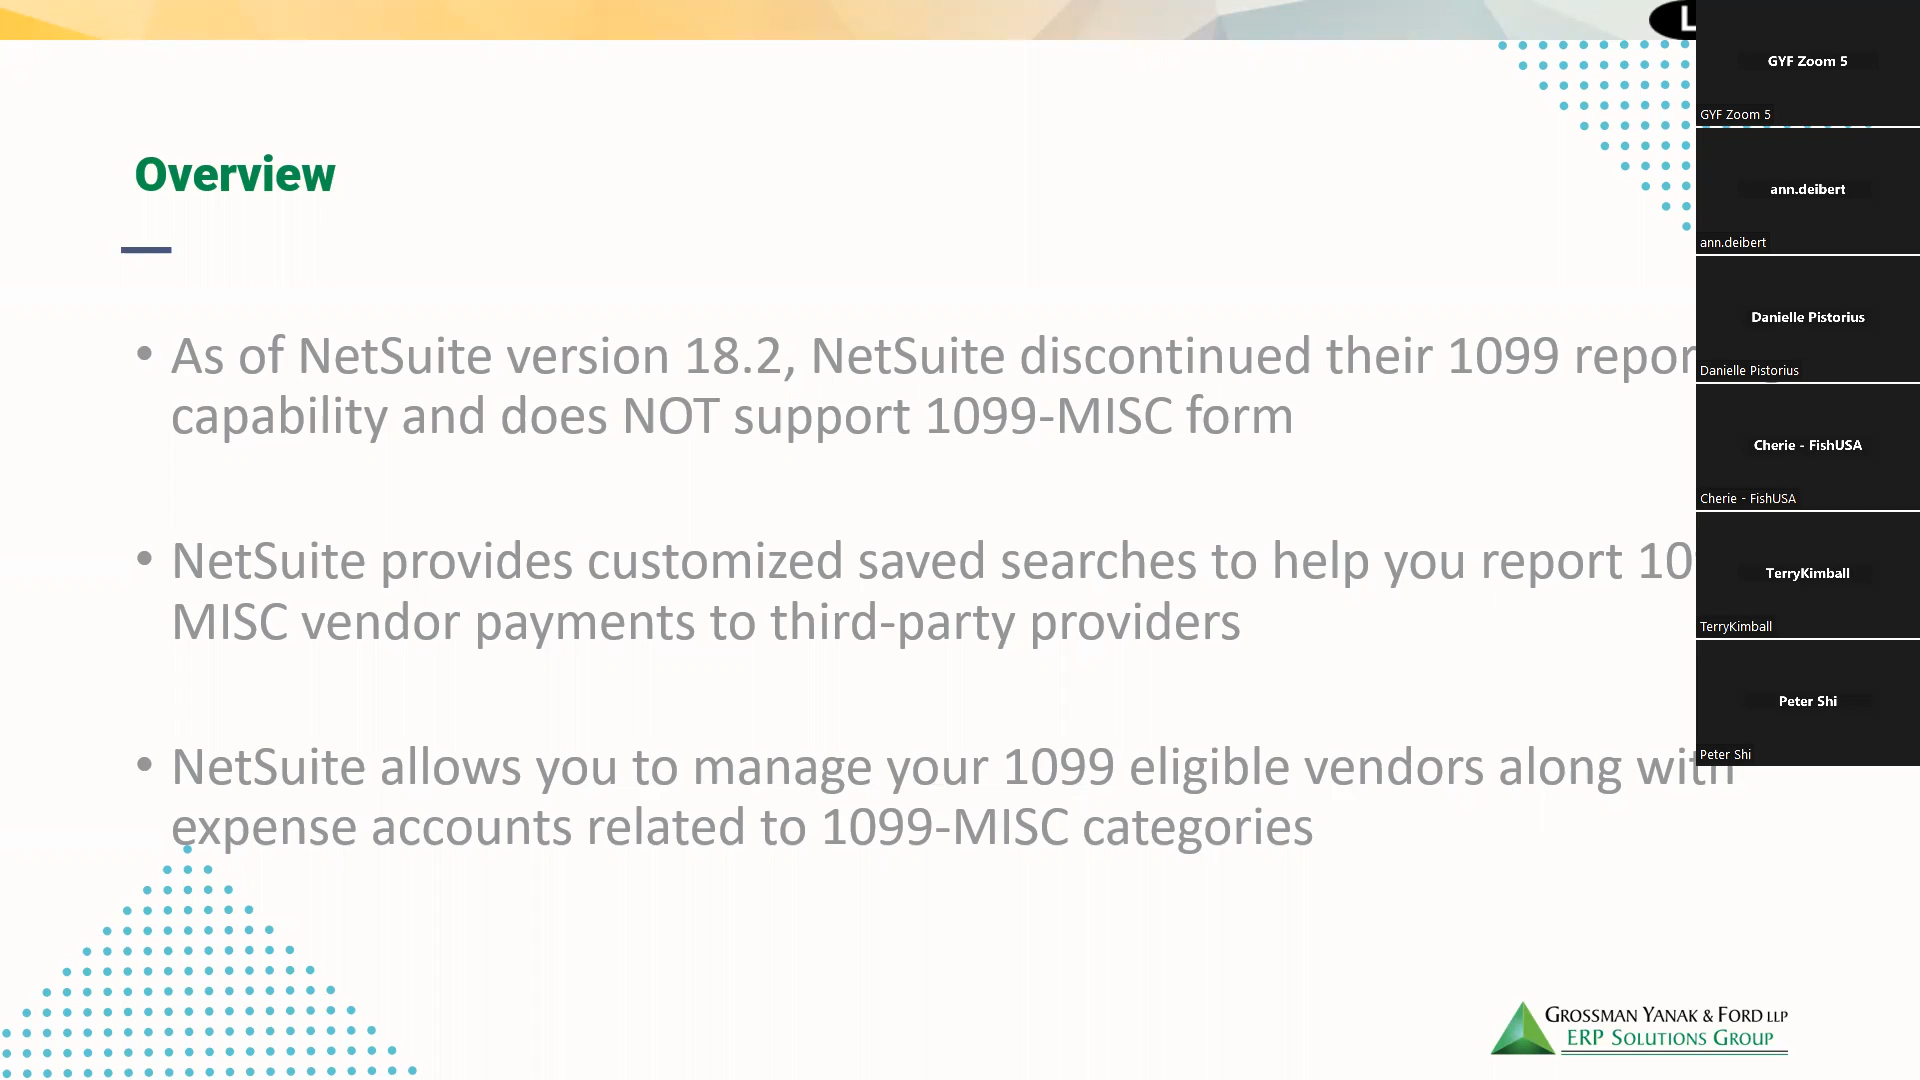 L
Overview
• As of NetSuite version 18.2, NetSuite discontinued their 1099
capability and does NOT support 1099-MISC form
• NetSuite provides customized saved searches to help you report
MISC vendor payments to third-party providers
• NetSuite allows you to manage your 1099 eligible vendors along with
expense accounts related to 1099-MISC categories
GYF Zoom 5
GYF Zoom 5
ann.deibert
ann.deibert
Danielle Pistorius
Danielle Pistorius
Cherie - FishUSA
Cherie - FishUSA
TerryKimball
TerryKimball
Peter Shi
Peter Shi
GROSSMAN YANAK & FORD LLP
ERP SOLUTIONS GROUP